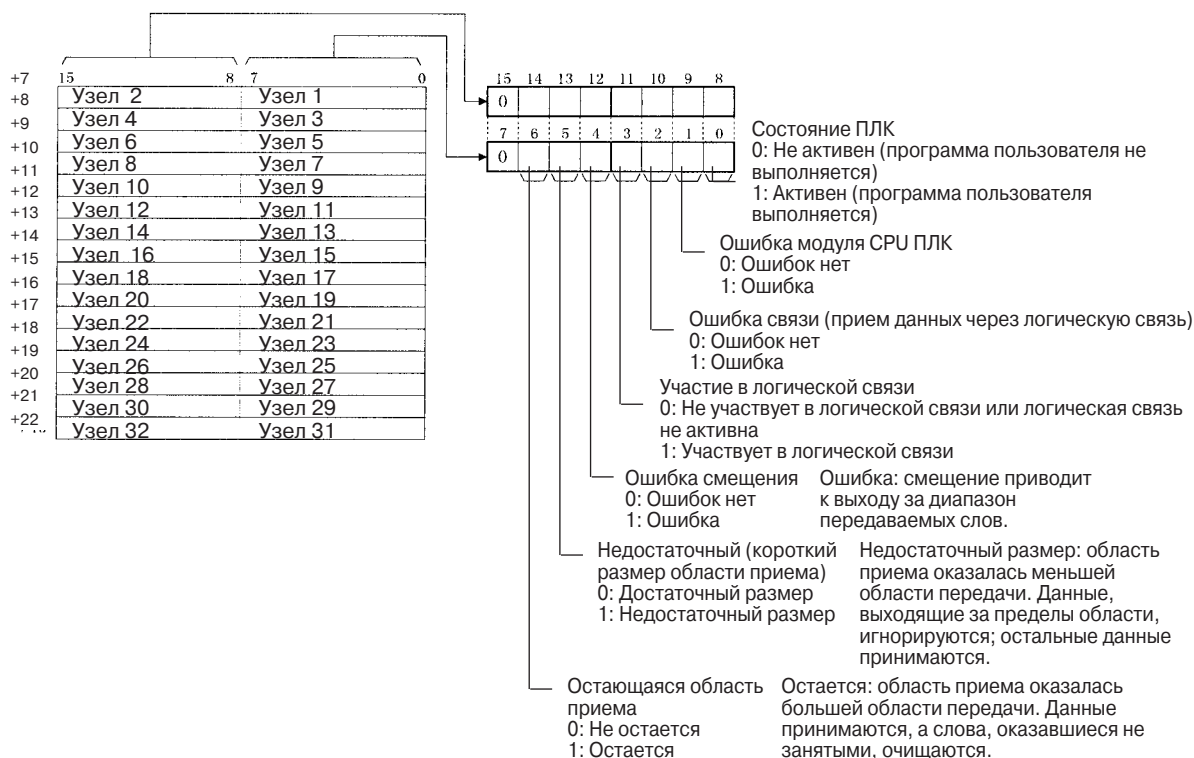 +7 15 8 7 0
+8 Узел 2 Узел 1
+9 Узел 4 Узел 3
+10 Узел 6 Узел 5
+11 Узел 8 Узел 7
+12 Узел 10 Узел 9
+13 Узел 12 Узел 11
+14 Узел 14 Узел 13
+15 Узел 16 Узел 15
+16 Узел 18 Узел 17
+17 Узел 20 Узел 19
+18 Узел 22 Узел 21
+19 Узел 24 Узел 23
+20 Узел 26 Узел 25
+21 Узел 28 Узел 27
+22 Узел 30 Узел 29
Узел 32 Узел 31
15 14 13 12 11 10 9 8
0
7 6 5 4 3 2 1 0
0
Состояние ПЛК
0: Не активен (программа пользователя не
выполняется)
1: Активен (программа пользователя
выполняется)
Ошибка модуля CPU ПЛК
0: Ошибок нет
1: Ошибка
Ошибка связи (прием данных через логическую связь)
0: Ошибок нет
1: Ошибка
Участие в логической связи
0: Не участвует в логической связи или логическая связь
не активна
1: Участвует в логической связи
Ошибка смещения
0: Ошибок нет
1: Ошибка
Ошибка: смещение приводит
к выходу за диапазон
передаваемых слов.
Недостаточный (короткий
размер области приема)
0: Достаточный размер
1: Недостаточный размер
Недостаточный размер: область
приема оказалась меньшей
области передачи. Данные,
выходящие за пределы области,
игнорируются; остальные данные
принимаются.
Остающаяся область
приема
0: Не остается
1: Остается
Остается: область приема оказалась
большей области передачи. Данные
принимаются, а слова, оказавшиеся не
занятыми, очищаются.